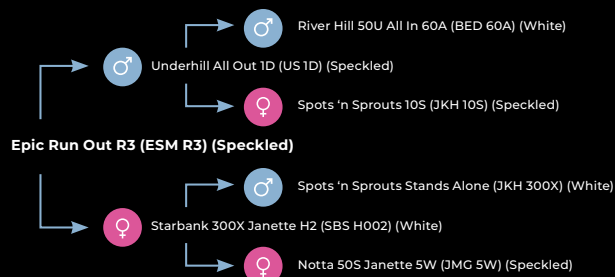 River Hill 50U All In 60A (BED 60A) (White)
Underhill All Out 1D (US 1D) (Speckled)
Spots 'n Sprouts 10S (JKH 10S) (Speckled)
Epic Run Out R3 (ESM R3) (Speckled)
Spots 'n Sprouts Stands Alone (JKH 300X) (White)
Starbank 300X Janette H2 (SBS H002) (White)
Notta 50S Janette 5W (JMG 5W) (Speckled)